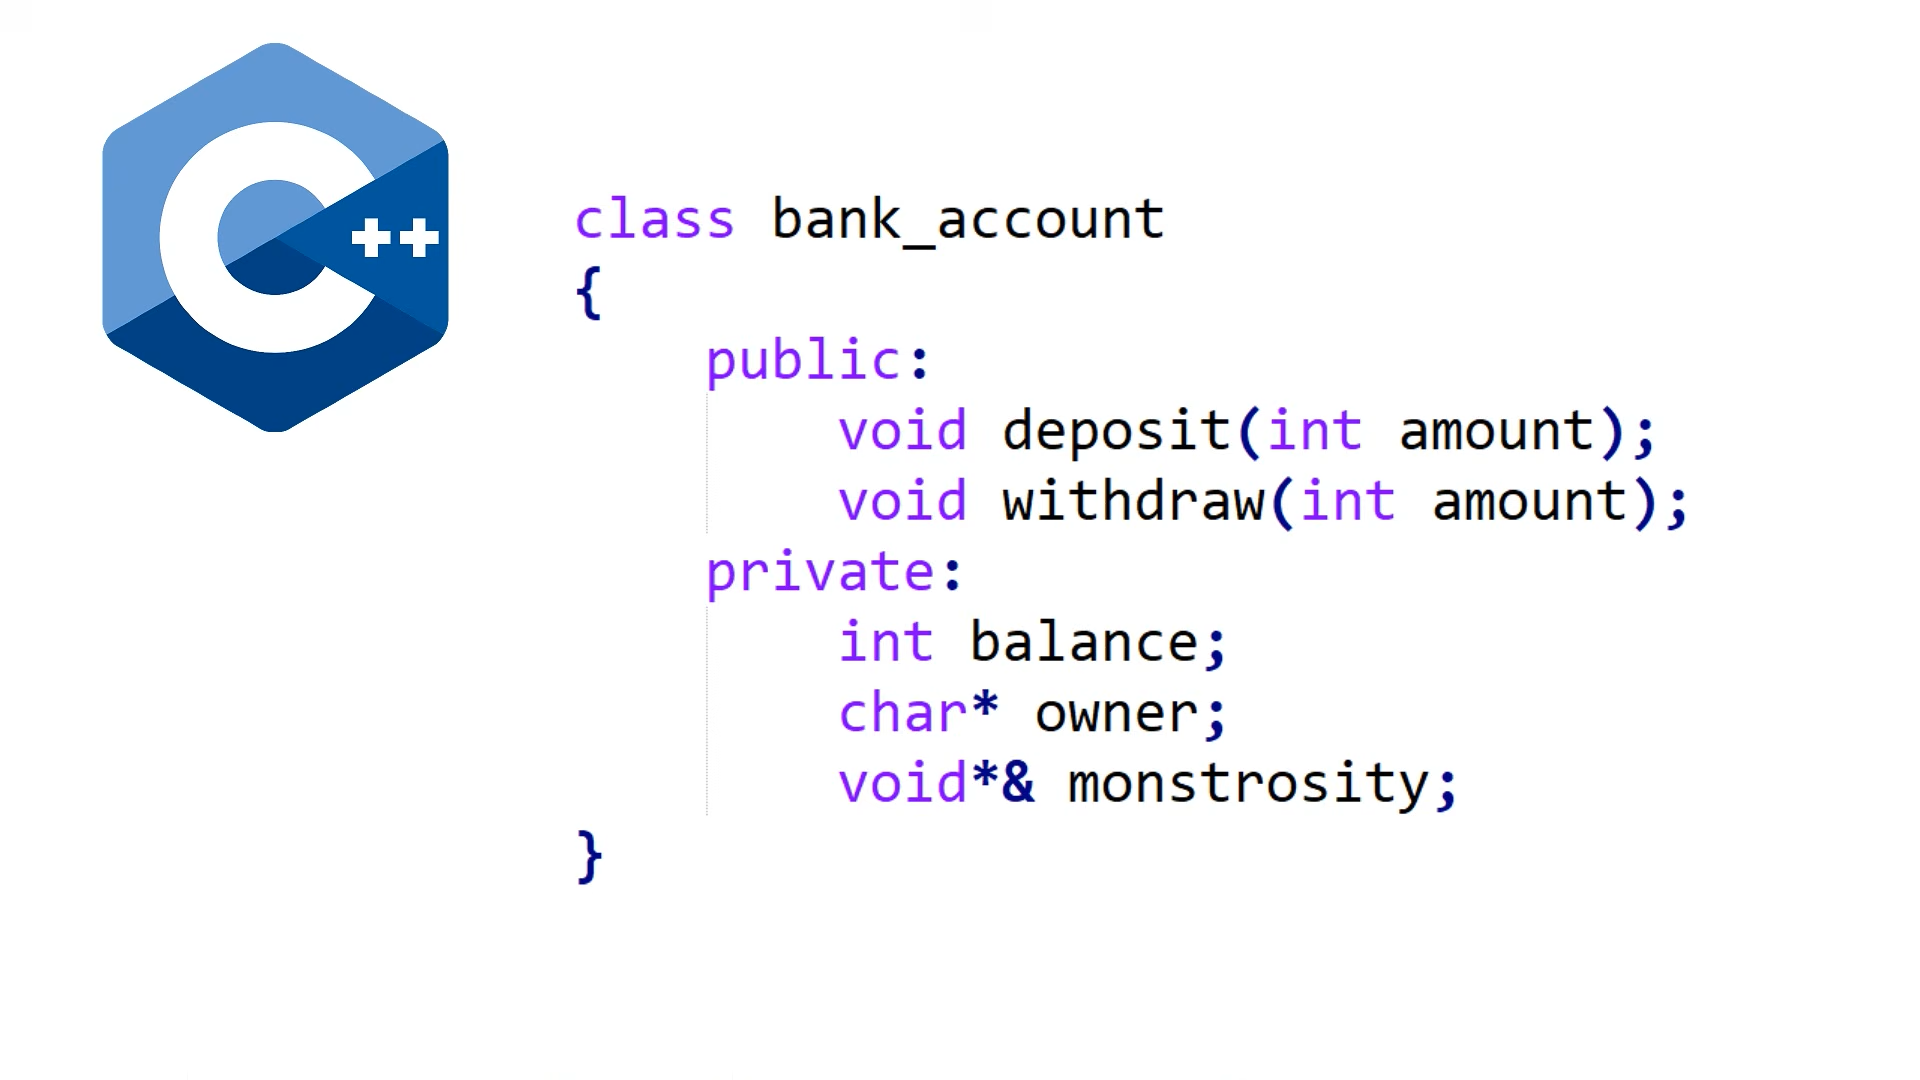 C++
class bank_account
{
public:
void deposit(int amount);
void withdraw(int amount);
private:
int balance;
char* owner;
void*& monstrosity;
}